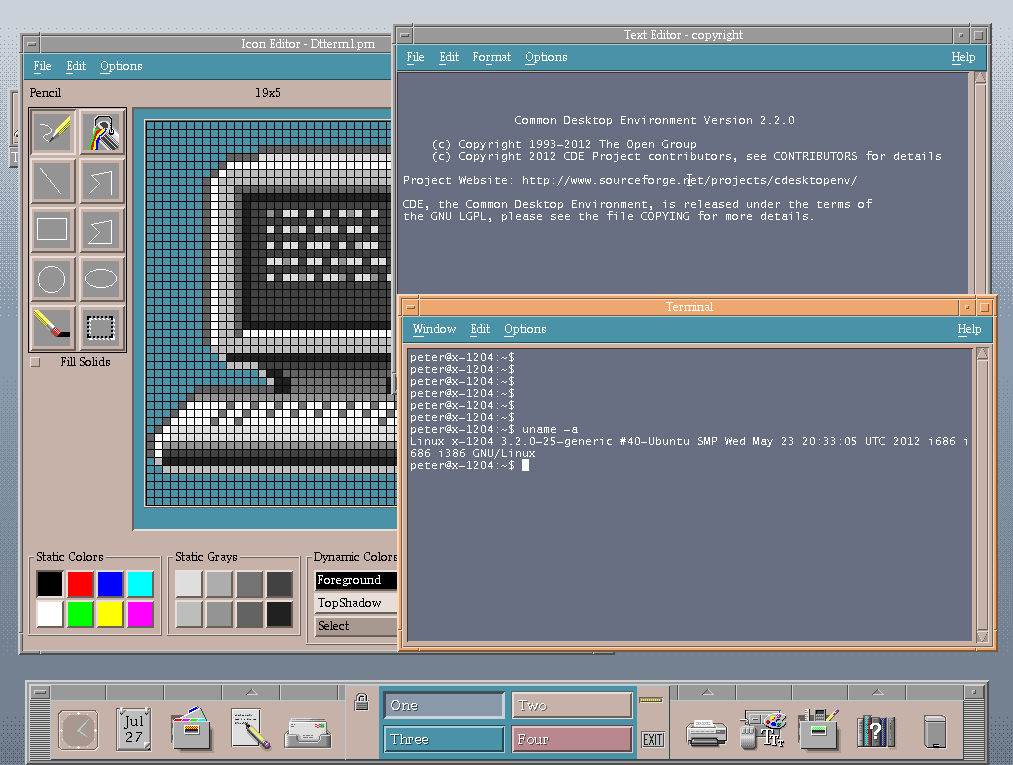 Icon Editor - Dtterm1.pm
File Edit Options
Pencil 19x5
Fill Solids
Static Colors
Static Grays
Dynamic Colors
Foreground
TopShadow
Select
Text Editor - copyright
File Edit Format Options Help
Common Desktop Environment Version 2.2.0
(c) Copyright 1993-2012 The Open Group
(c) Copyright 2012 CDE Project contributors, see CONTRIBUTORS for details
Project Website: http://www.sourceforge.net/projects/cdesktopenv/
CDE, the Common Desktop Environment, is released under the terms of
the GNU LGPL, please see the file COPYING for more details.
Terminal
Window Edit Options Help
peter@x-1204:~$
peter@x-1204:~$
peter@x-1204:~$
peter@x-1204:~$
peter@x-1204:~$
peter@x-1204:~$
peter@x-1204:~$ uname -a
Linux x-1204 3.2.0-25-generic #40-Ubuntu SMP Wed May 23 20:33:05 UTC 2012 i686 i
686 i386 GNU/Linux
peter@x-1204:~$
Jul
27
One
Two
Three
Four
EXIT
?